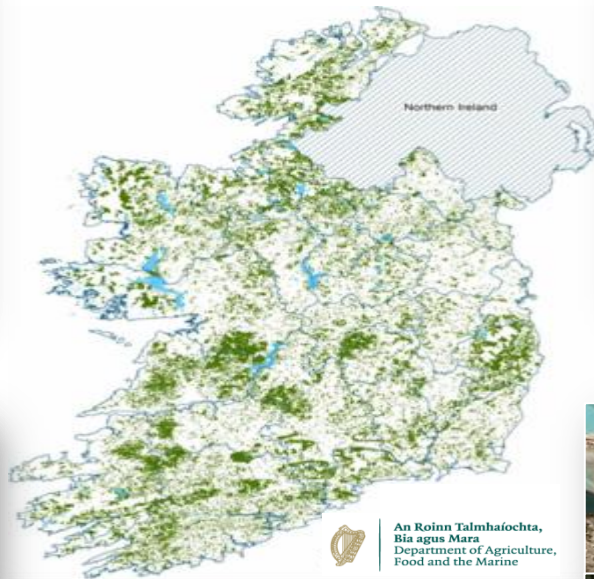 Northern Ireland
An Roinn Talmhaíochta,
Bia agus Mara
Department of Agriculture,
Food and the Marine